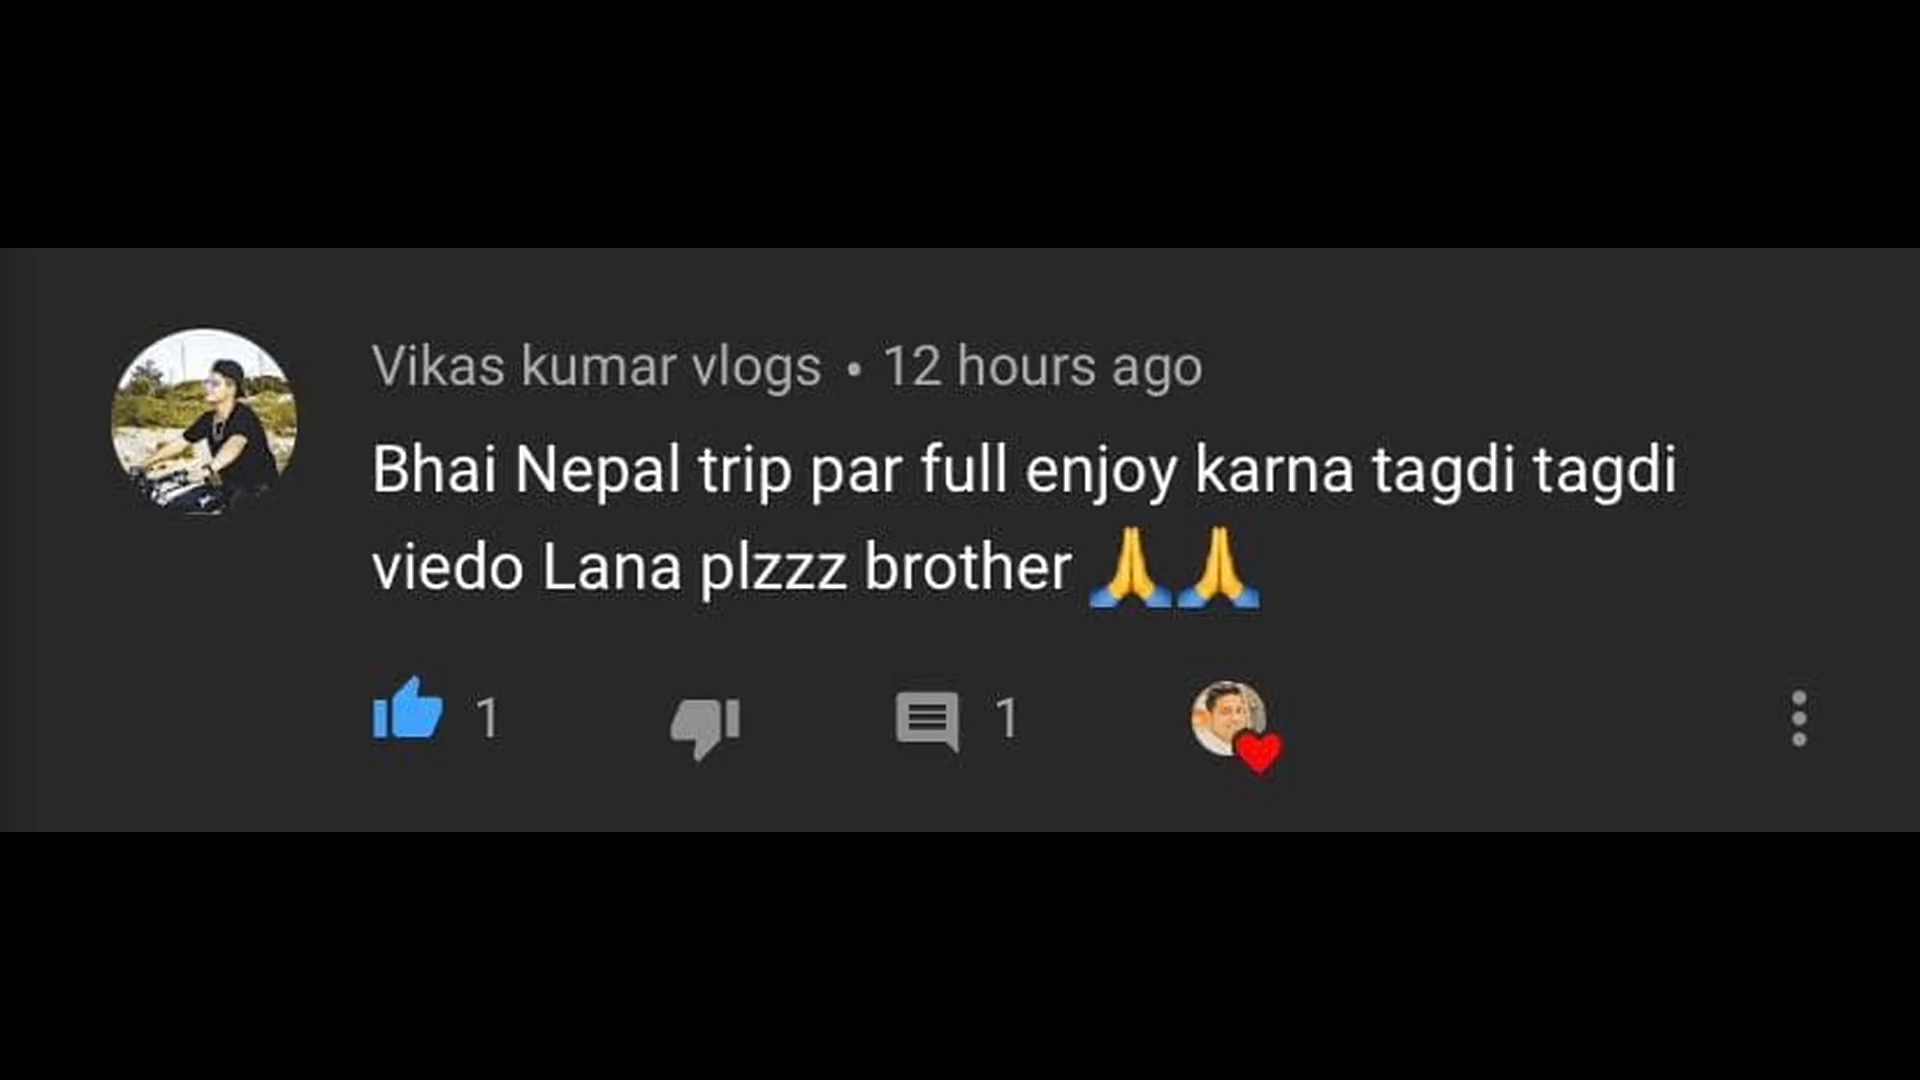 Vikas kumar vlogs • 12 hours ago
Bhai Nepal trip par full enjoy karna tagdi tagdi
viedo Lana plzzz brother 🙏🙏
1 1